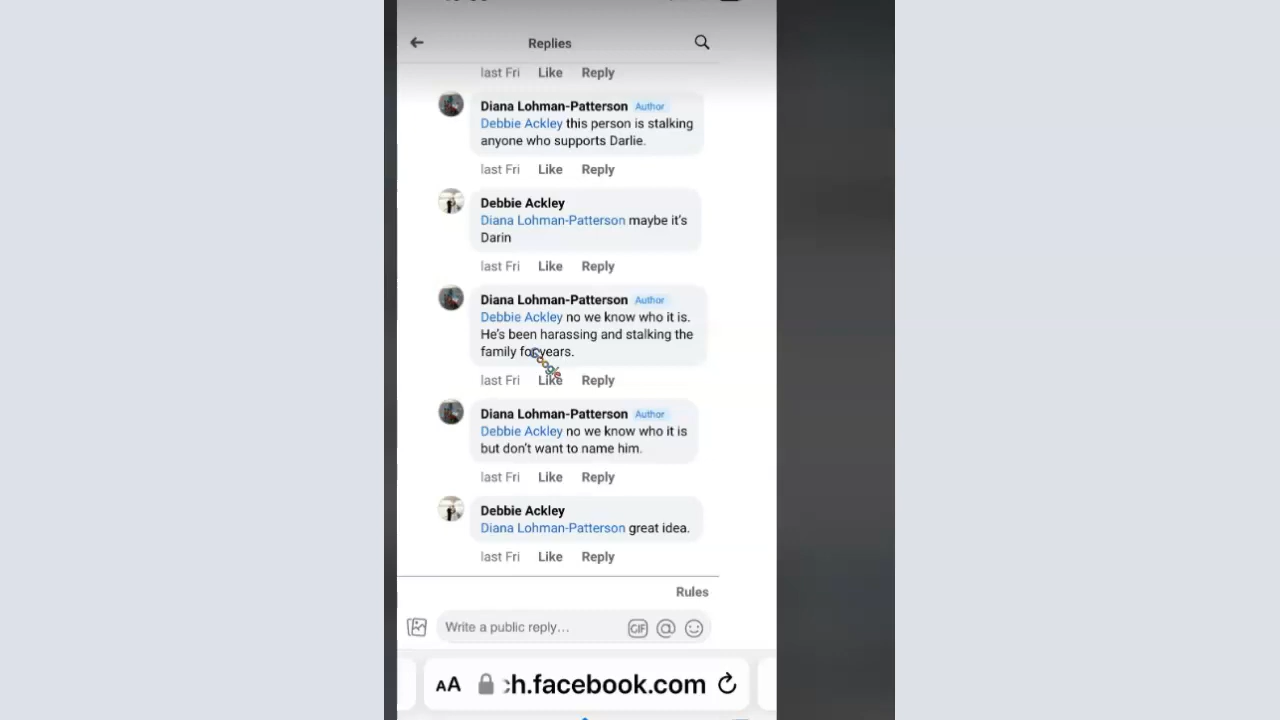 Replies
last Fri Like Reply
Diana Lohman-Patterson Author
Debbie Ackley this person is stalking
anyone who supports Darlie.
last Fri Like Reply
Debbie Ackley
Diana Lohman-Patterson maybe it's
Darin
last Fri Like Reply
Diana Lohman-Patterson Author
Debbie Ackley no we know who it is.
He's been harassing and stalking the
family for years.
last Fri Like Reply
Diana Lohman-Patterson Author
Debbie Ackley no we know who it is
but don't want to name him.
last Fri Like Reply
Debbie Ackley
Diana Lohman-Patterson great idea.
last Fri Like Reply
Rules
Write a public reply...
GIF @
AA h.facebook.com